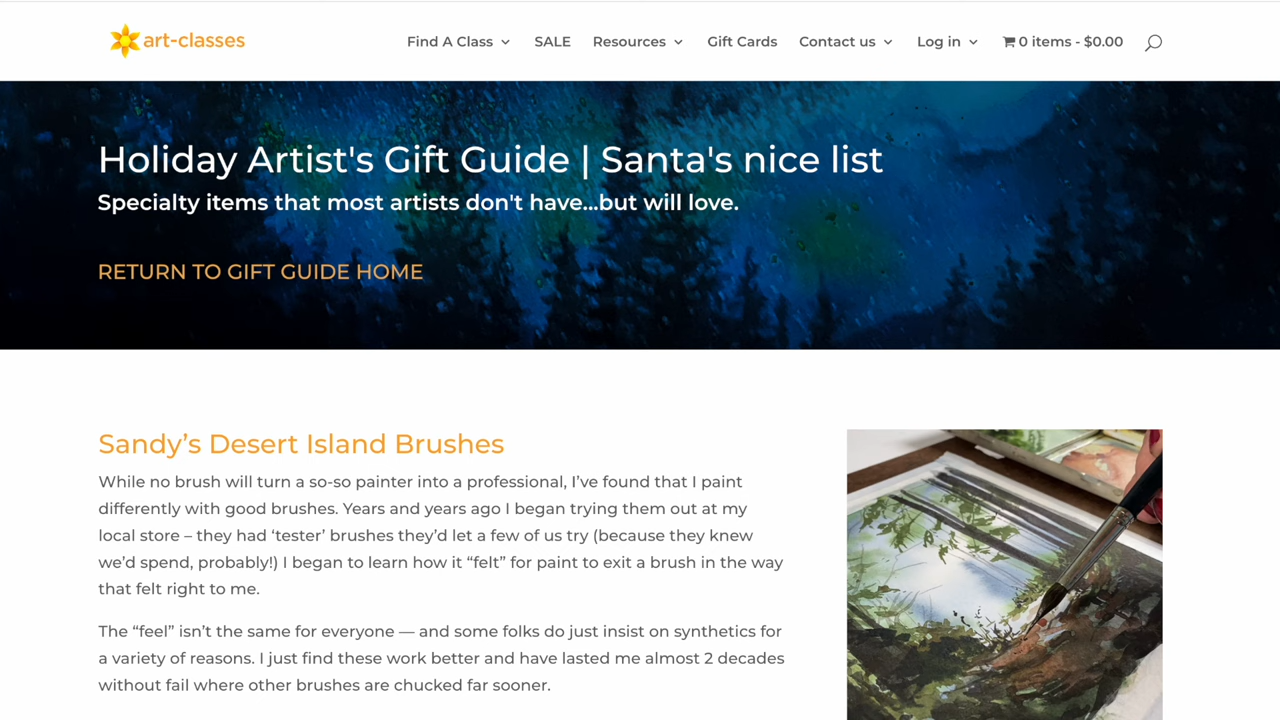 art-classes
Find A Class
SALE
Resources
Gift Cards
Contact us
Log in
0 items - $0.00
Holiday Artist's Gift Guide | Santa's nice list
Specialty items that most artists don't have...but will love.
RETURN TO GIFT GUIDE HOME
Sandy’s Desert Island Brushes
While no brush will turn a so-so painter into a professional, I’ve found that I paint
differently with good brushes. Years and years ago I began trying them out at my
local store – they had ‘tester’ brushes they’d let a few of us try (because they knew
we’d spend, probably!) I began to learn how it “felt” for paint to exit a brush in the way
that felt right to me.
The “feel” isn’t the same for everyone — and some folks do just insist on synthetics for
a variety of reasons. I just find these work better and have lasted me almost 2 decades
without fail where other brushes are chucked far sooner.